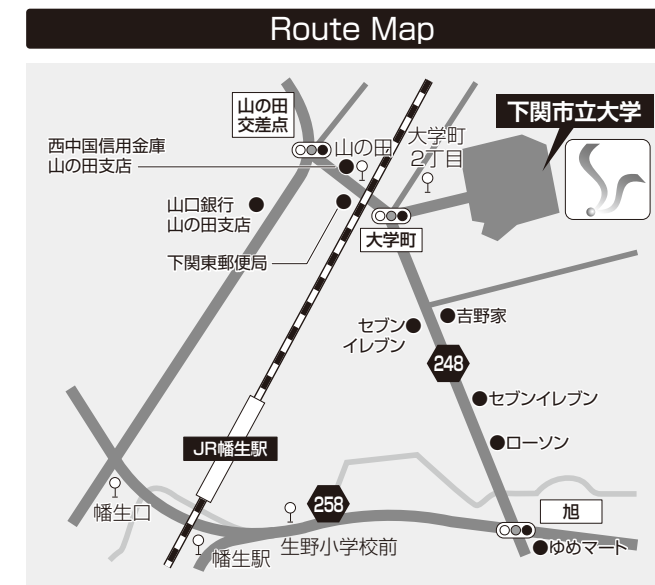 Route Map
山の田
交差点
下関市立大学
西中国信用金庫
山の田支店
山の田
大学町
2丁目
山口銀行
山の田支店
大学町
下関東郵便局
セブン
イレブン
吉野家
248
セブンイレブン
ローソン
JR幡生駅
258
幡生口
旭
幡生駅
生野小学校前
ゆめマート